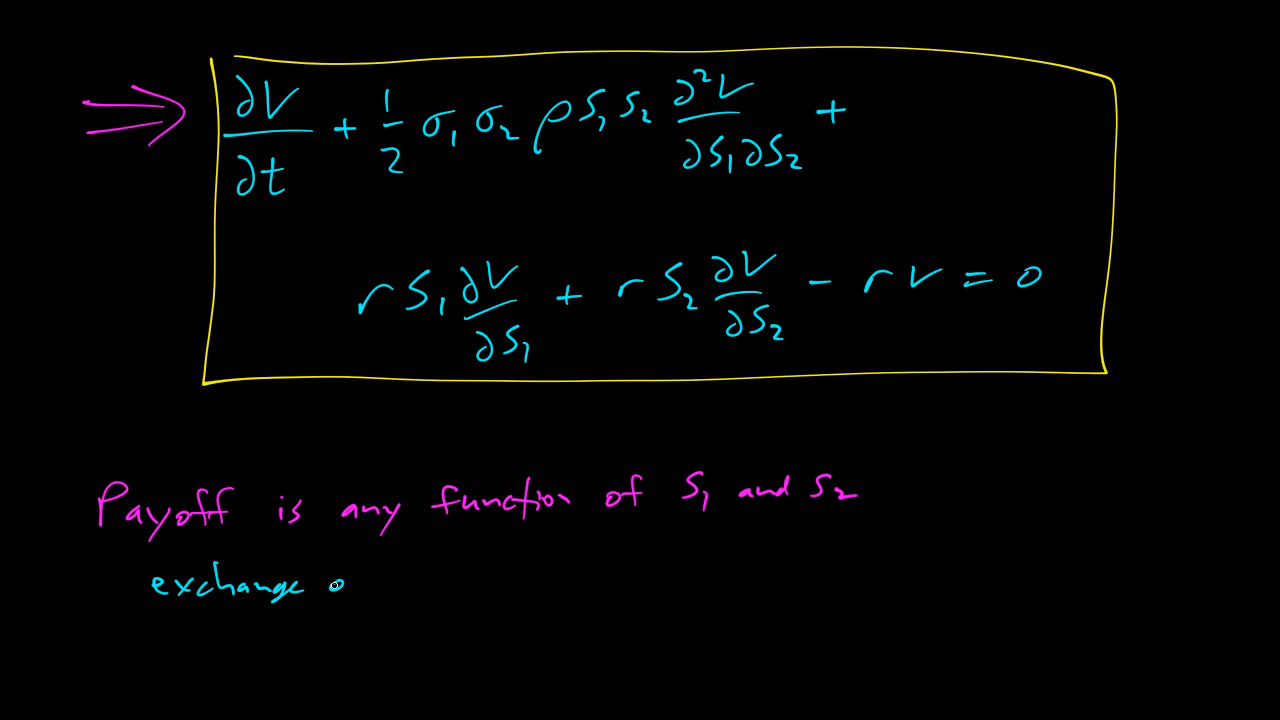 ⇒ ∂V/∂t + 1/2 σ₁ σ₂ ρ S₁ S₂ ∂²V/∂S₁∂S₂ +
r S₁ ∂V/∂S₁ + r S₂ ∂V/∂S₂ - r V = 0
Payoff is any function of S₁ and S₂
exchange o